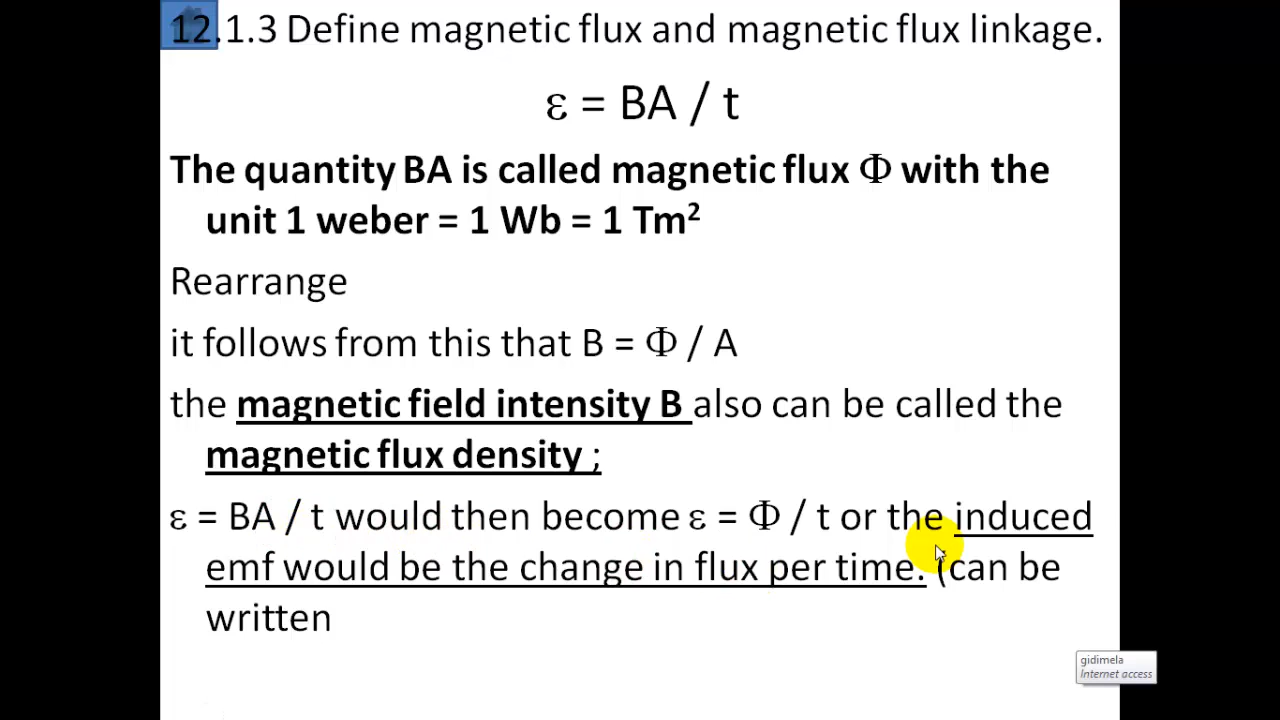 12.1.3 Define magnetic flux and magnetic flux linkage.
ε = BA / t
The quantity BA is called magnetic flux Φ with the
unit 1 weber = 1 Wb = 1 Tm²
Rearrange
it follows from this that B = Φ / A
the magnetic field intensity B also can be called the
magnetic flux density ;
ε = BA / t would then become ε = Φ / t or the induced
emf would be the change in flux per time. (can be
written
gidimela
Internet access